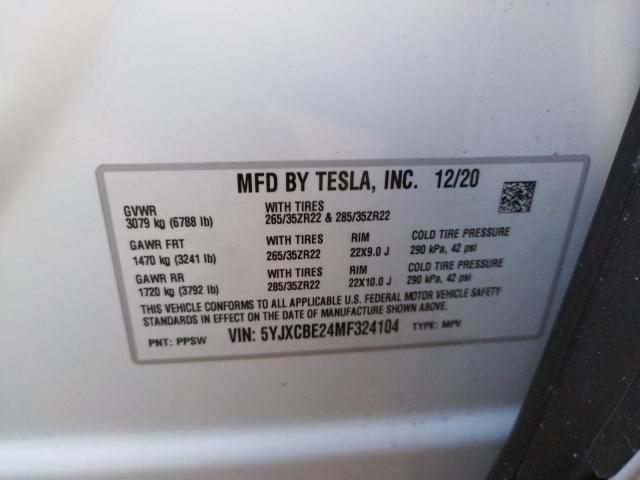 MFD BY TESLA, INC. 12/20
GVWR WITH TIRES
3079 kg (6788 lb) 265/35ZR22 & 285/35ZR22
GAWR FRT WITH TIRES RIM COLD TIRE PRESSURE
1470 kg (3241 lb) 265/35ZR22 22X9.0 J 290 kPa, 42 psi
GAWR RR WITH TIRES RIM COLD TIRE PRESSURE
1720 kg (3792 lb) 285/35ZR22 22X10.0 J 290 kPa, 42 psi
THIS VEHICLE CONFORMS TO ALL APPLICABLE U.S. FEDERAL MOTOR VEHICLE SAFETY
STANDARDS IN EFFECT ON THE DATE OF MANUFACTURE SHOWN ABOVE.
PNT: PPSW VIN: 5YJXCBE24MF324104 TYPE: MPV